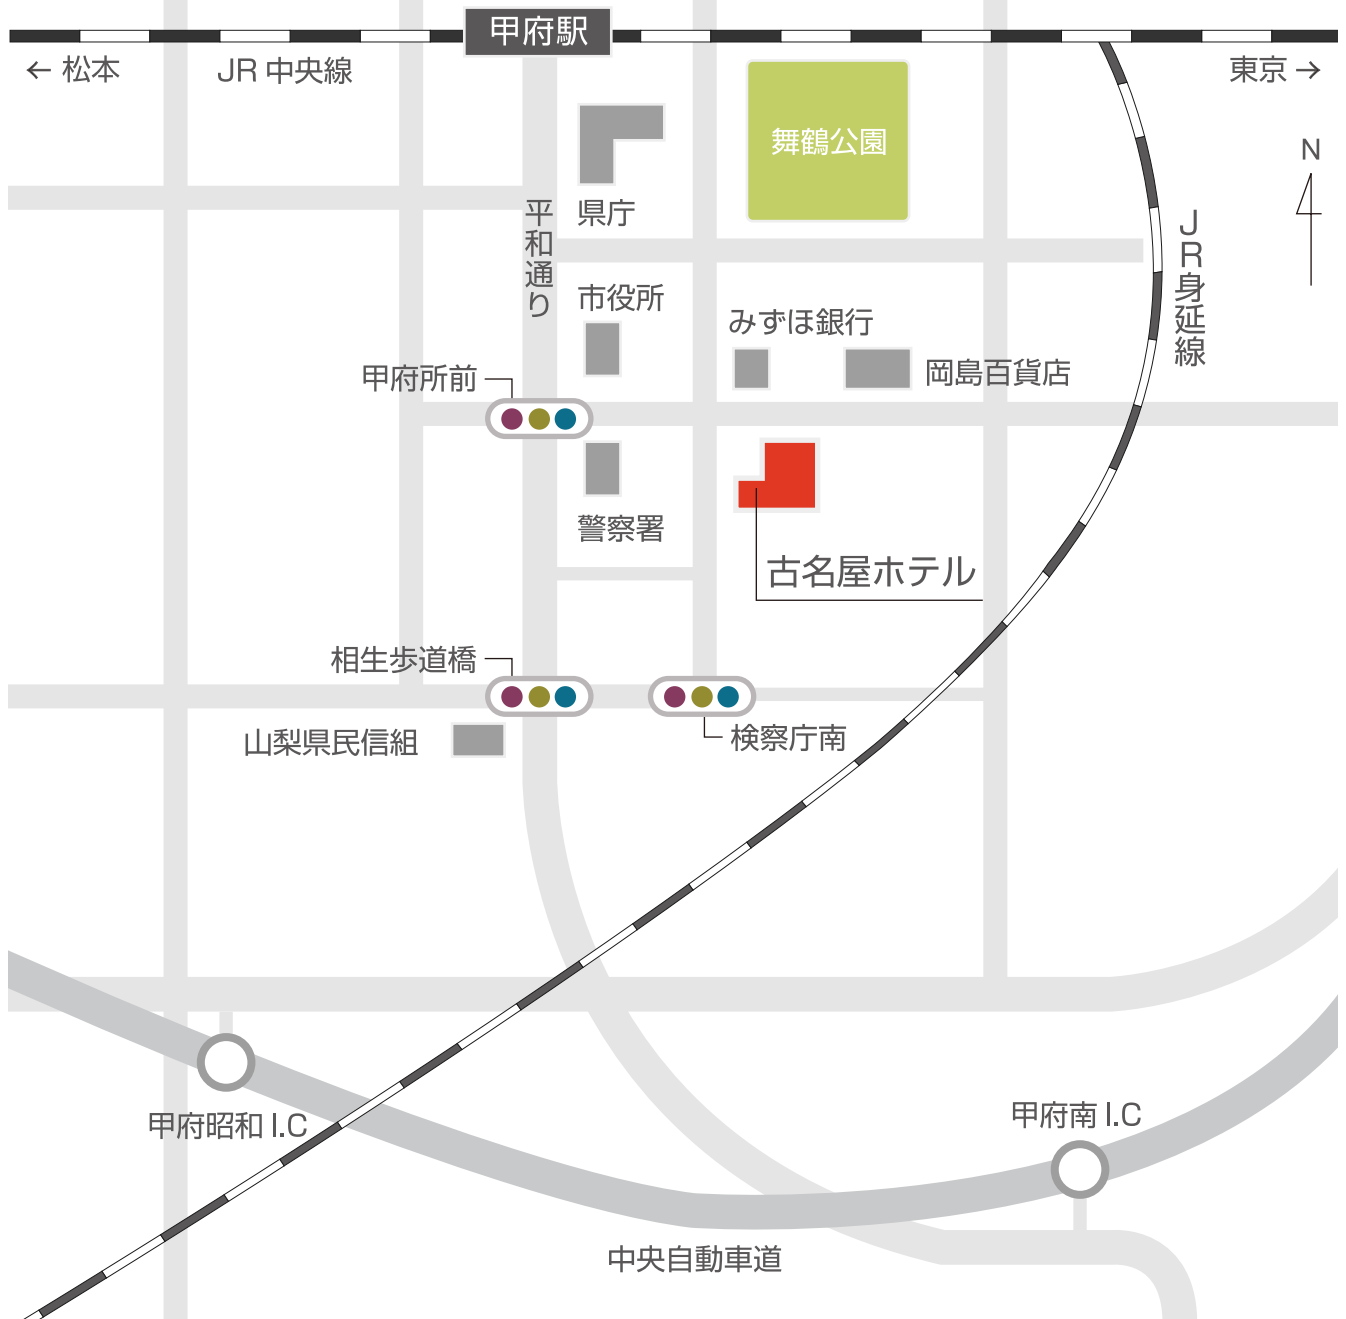 甲府駅
← 松本
JR 中央線
東京 →
舞鶴公園
N
県庁
平和通り
JR身延線
市役所
みずほ銀行
甲府所前
岡島百貨店
警察署
古名屋ホテル
相生歩道橋
山梨県民信組
検察庁南
甲府昭和 I.C
甲府南 I.C
中央自動車道